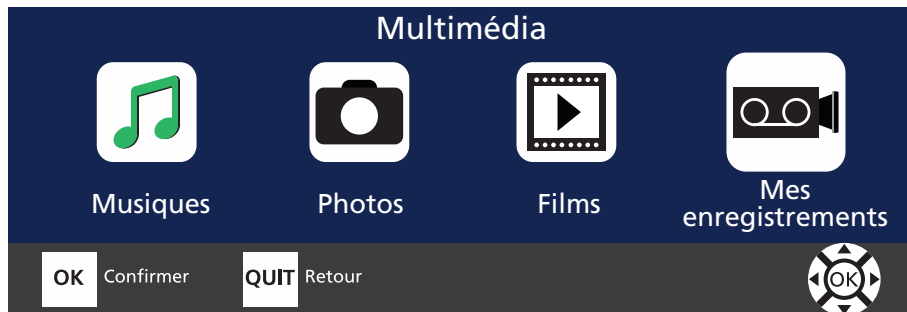 Multimédia
Musiques
Photos
Films
Mes
enregistrements
OK Confirmer
QUIT Retour
OK